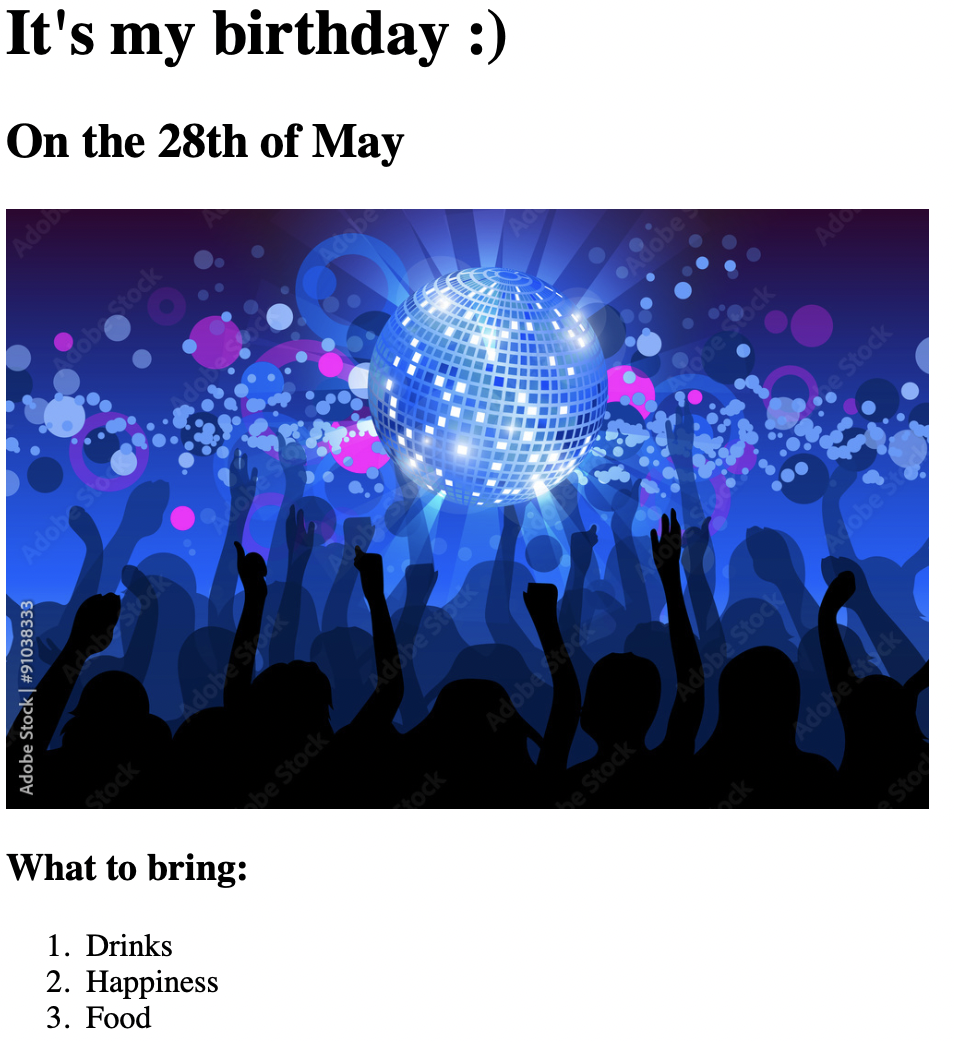 It's my birthday :)
On the 28th of May
Adobe Stock | #91038333
What to bring:
1. Drinks
2. Happiness
3. Food